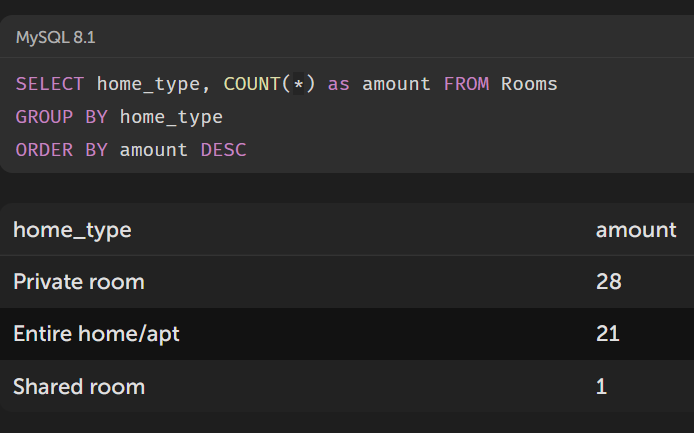 MySQL 8.1
SELECT home_type, COUNT(*) as amount FROM Rooms
GROUP BY home_type
ORDER BY amount DESC
home_type amount
Private room 28
Entire home/apt 21
Shared room 1